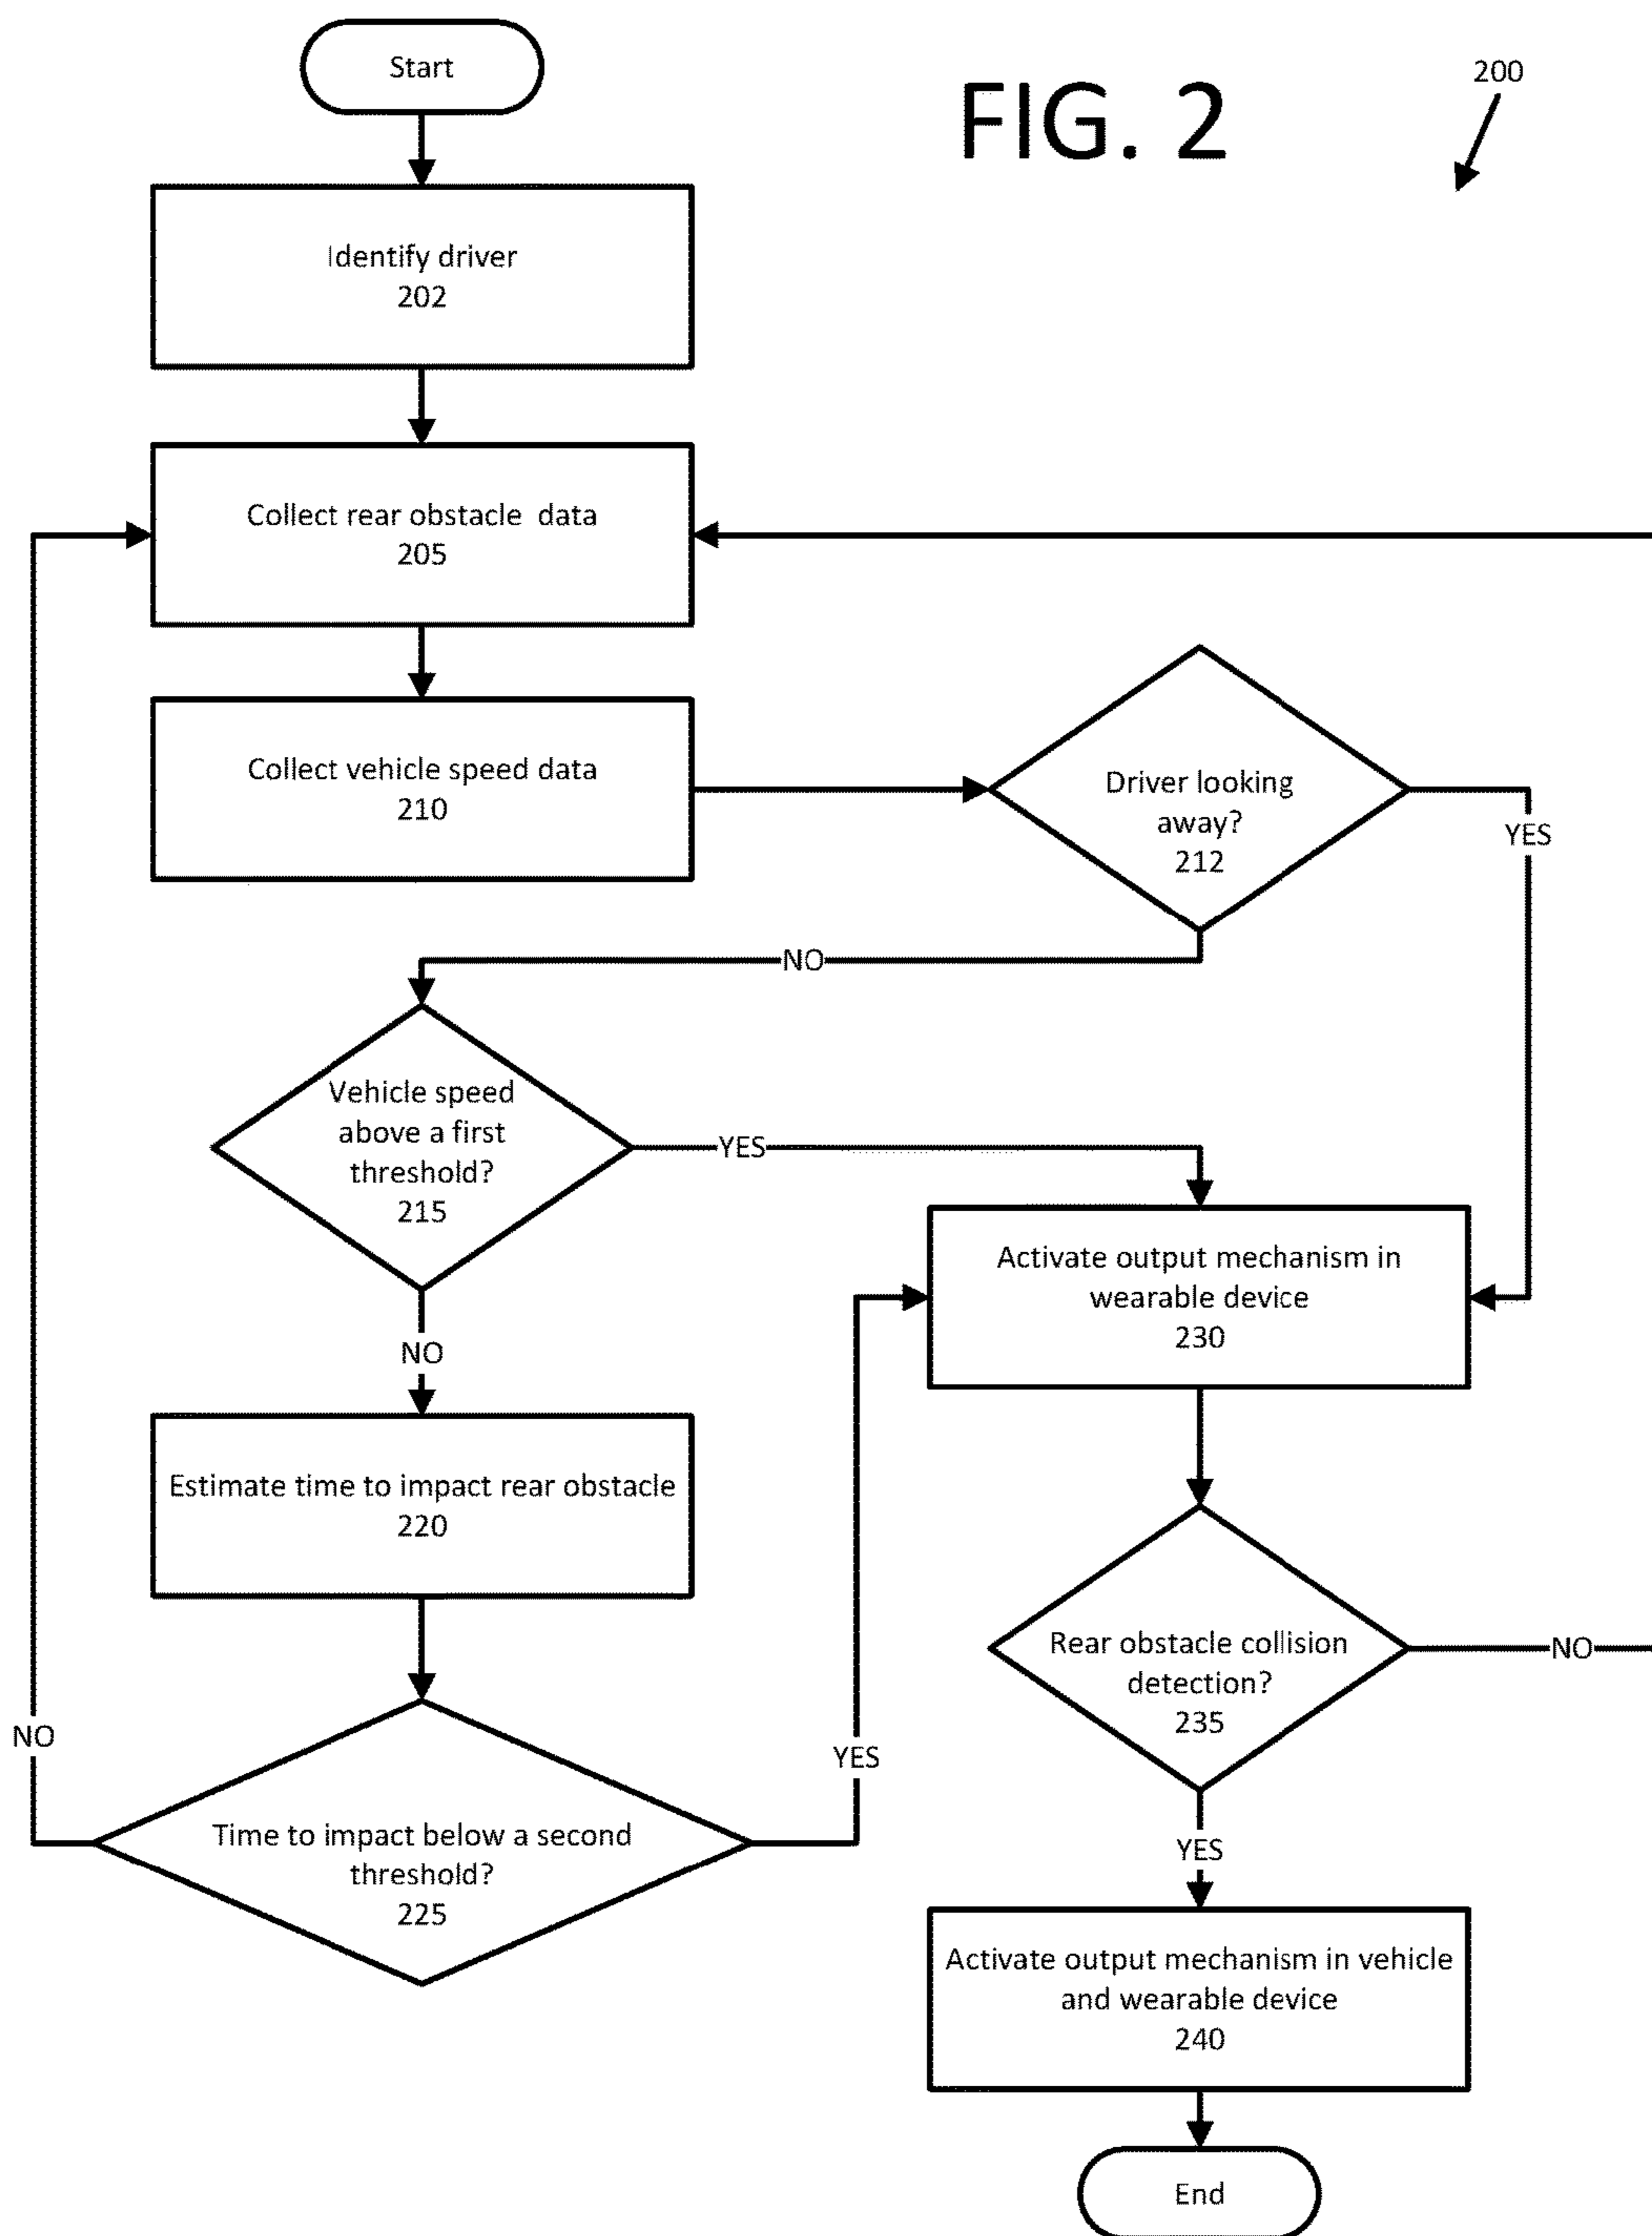 Start
FIG. 2
200
Identify driver
202
Collect rear obstacle data
205
Collect vehicle speed data
210
Driver looking
away?
212
YES
NO
Vehicle speed
above a first
threshold?
215
YES
NO
Activate output mechanism in
wearable device
230
Estimate time to impact rear obstacle
220
Rear obstacle collision
detection?
235
NO
NO
YES
Time to impact below a second
threshold?
225
YES
Activate output mechanism in vehicle
and wearable device
240
End